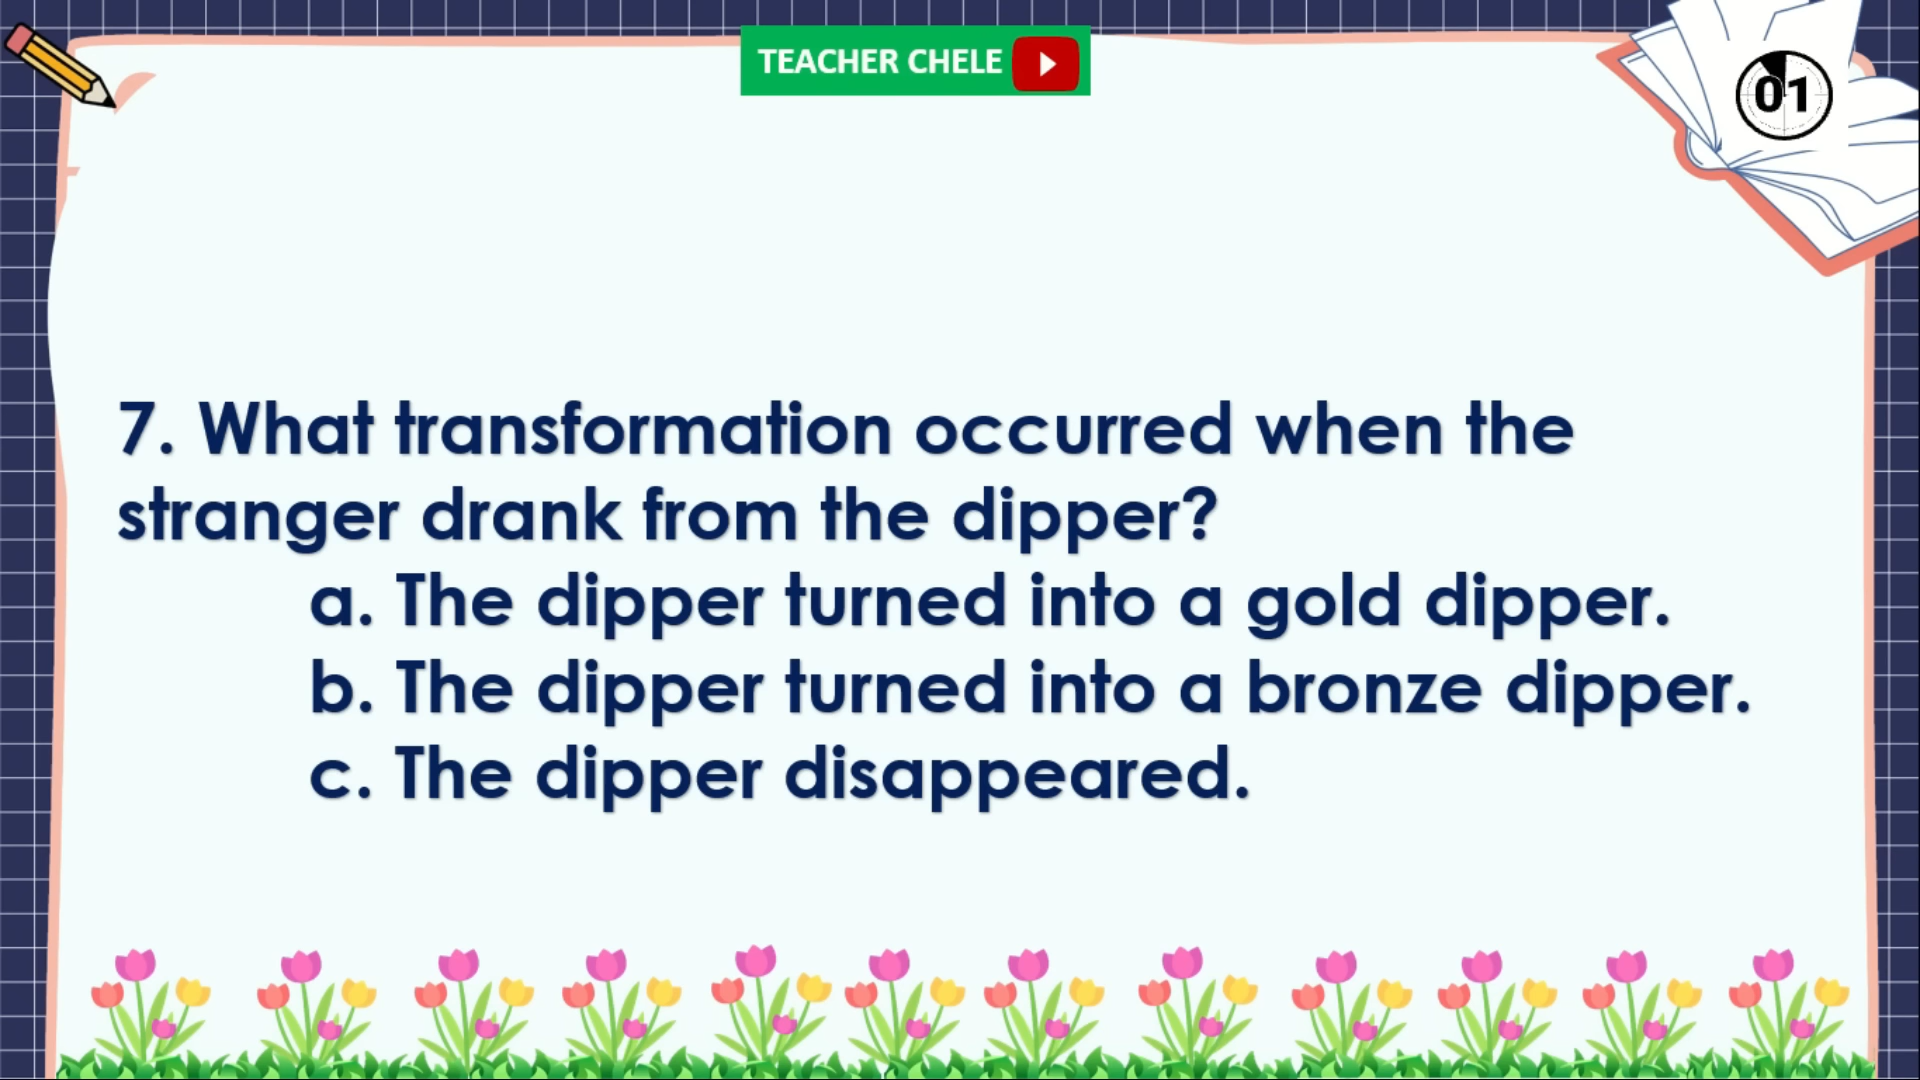 TEACHER CHELE
01
7. What transformation occurred when the
stranger drank from the dipper?
a. The dipper turned into a gold dipper.
b. The dipper turned into a bronze dipper.
c. The dipper disappeared.